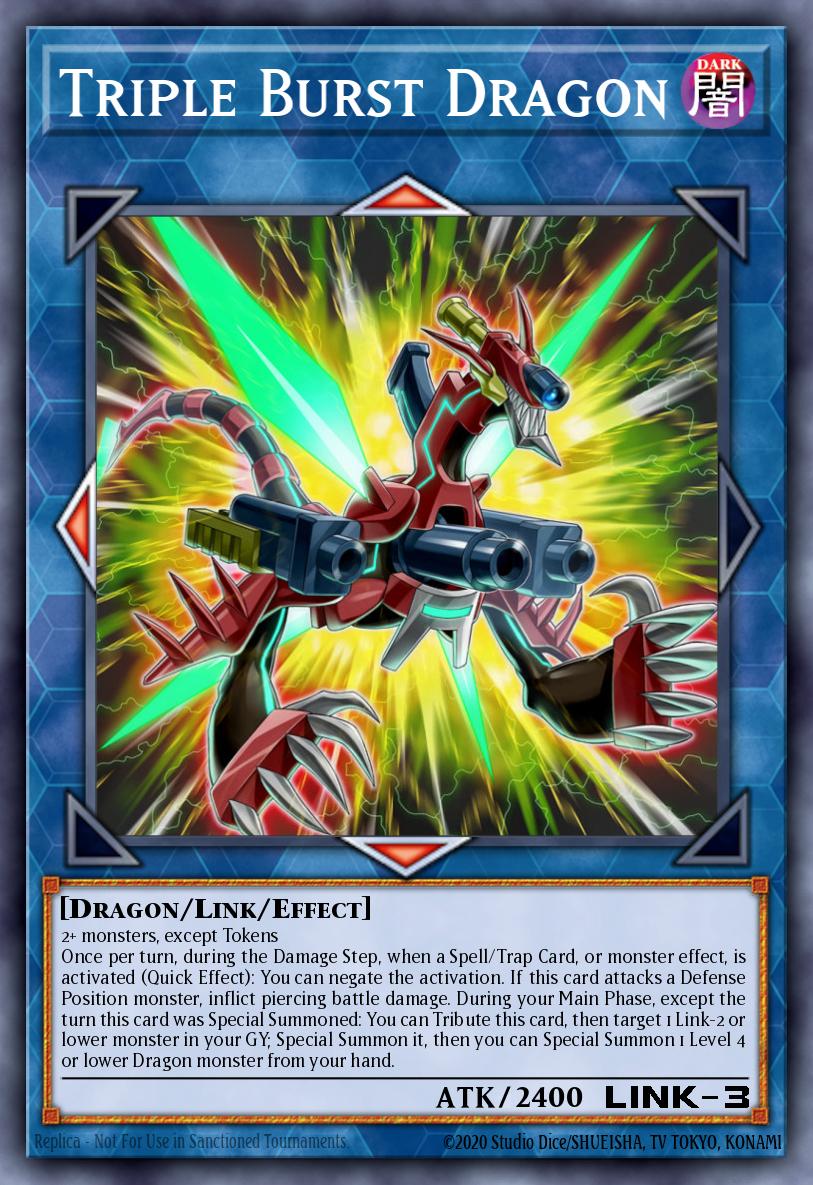 TRIPLE BURST DRAGON
DARK
闇
[DRAGON/LINK/EFFECT]
2+ monsters, except Tokens
Once per turn, during the Damage Step, when a Spell/Trap Card, or monster effect, is
activated (Quick Effect): You can negate the activation. If this card attacks a Defense
Position monster, inflict piercing battle damage. During your Main Phase, except the
turn this card was Special Summoned: You can Tribute this card, then target 1 Link-2 or
lower monster in your GY; Special Summon it, then you can Special Summon 1 Level 4
or lower Dragon monster from your hand.
ATK/2400 LINK-3
Replica - Not For Use in Sanctioned Tournaments.
©2020 Studio Dice/SHUEISHA, TV TOKYO, KONAMI